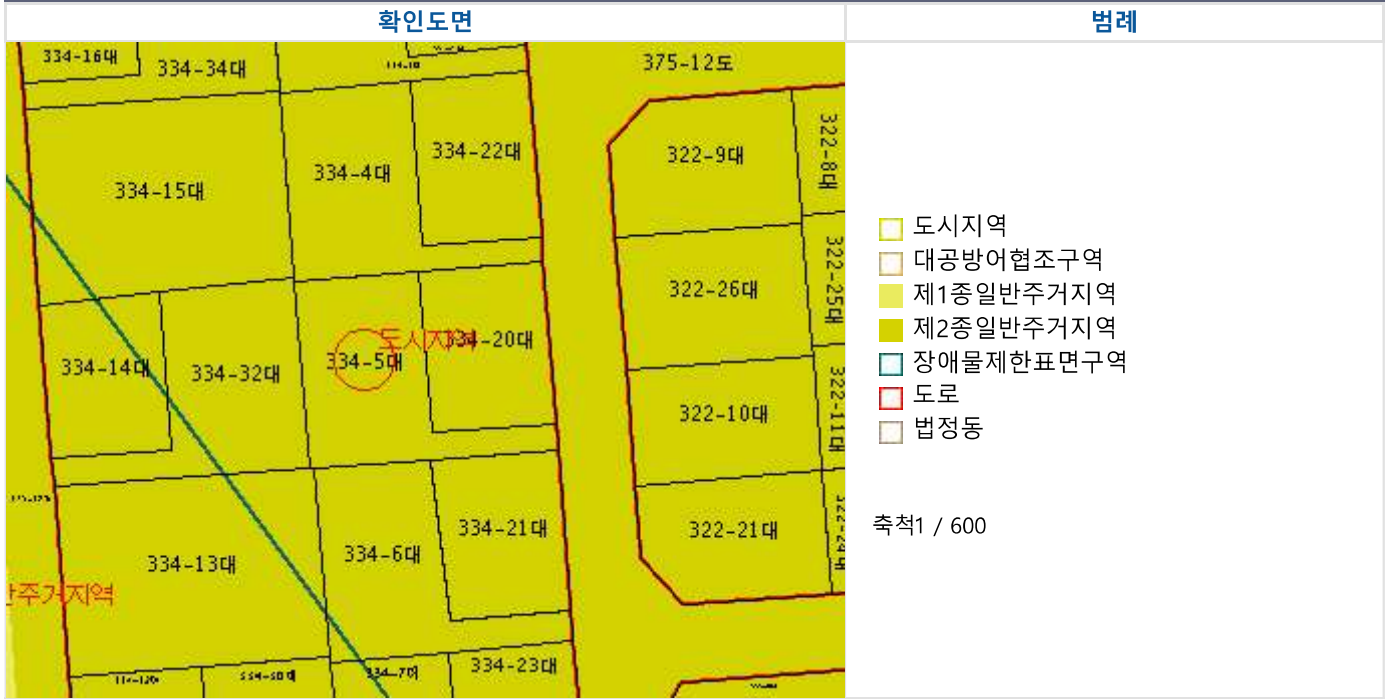 확인도면
범례
334-16대
334-34대
375-12도
334-15대
334-4대
334-22대
322-9대
322-8대
322-26대
322-25대
도시지역
334-14대
334-32대
334-5대
334-20대
322-10대
322-11대
334-13대
334-6대
334-21대
322-21대
322-24대
주거지역
334-7대
334-23대
도시지역
대공방어협조구역
제1종일반주거지역
제2종일반주거지역
장애물제한표면구역
도로
법정동
축척1 / 600